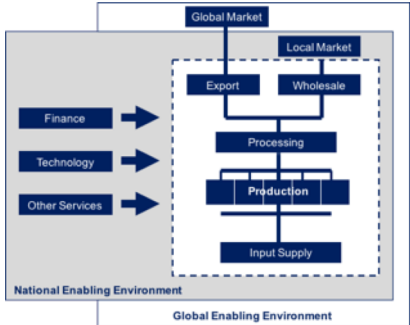 Global Market
Local Market
Export
Wholesale
Finance
Processing
Technology
Production
Other Services
Input Supply
National Enabling Environment
Global Enabling Environment